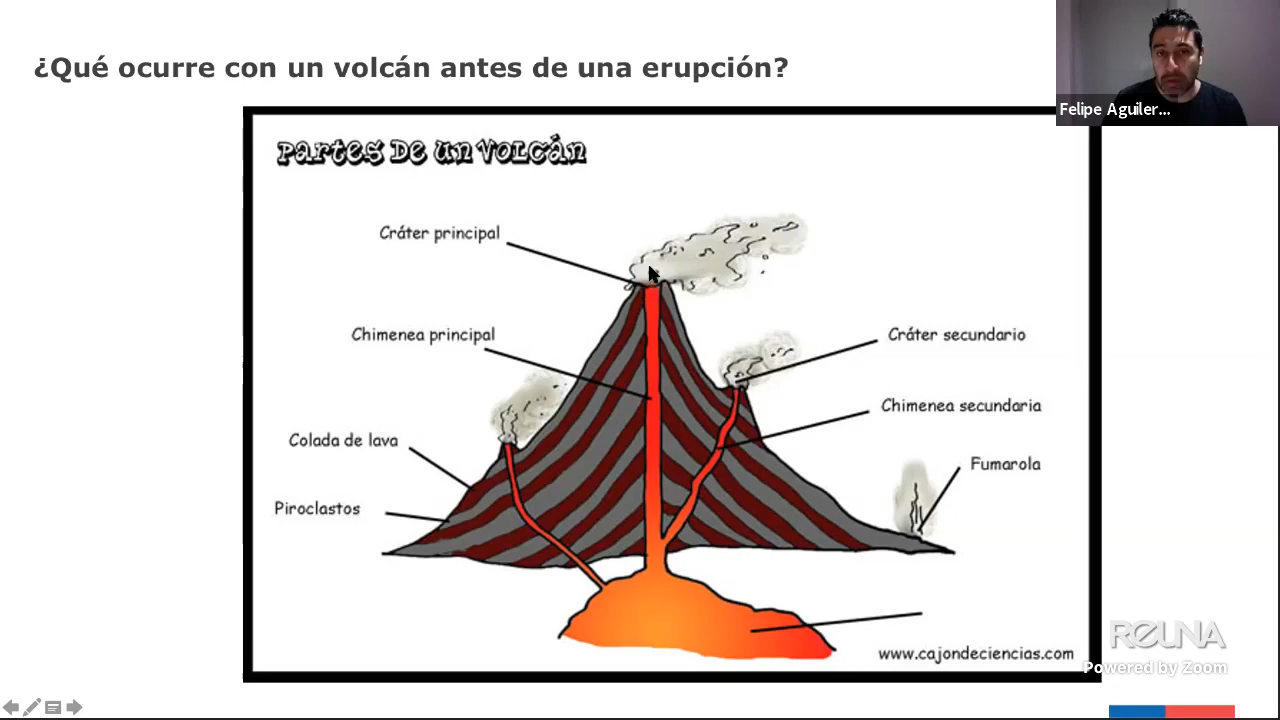 ¿Qué ocurre con un volcán antes de una erupción?
Felipe Aguiler...
Partes de un volcán
Cráter principal
Chimenea principal
Cráter secundario
Chimenea secundaria
Colada de lava
Fumarola
Piroclastos
REUNA
www.cajondeciencias.com
Powered by Zoom